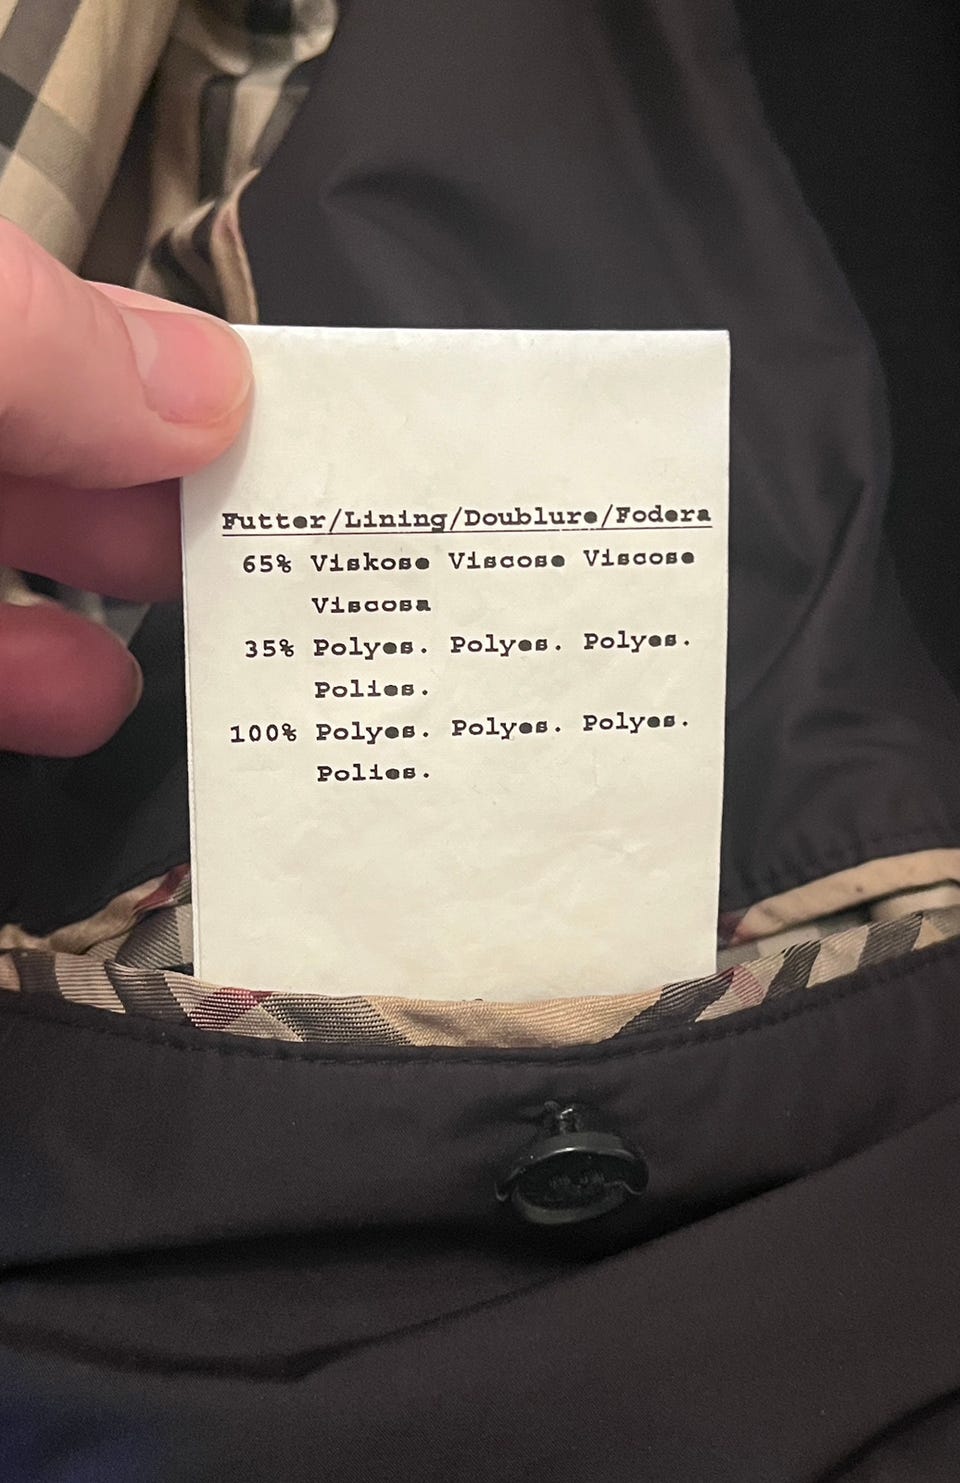 Futter/Lining/Doublure/Fodera
65% Viskose Viscose Viscose
Viscosa
35% Polyes. Polyes. Polyes.
Polies.
100% Polyes. Polyes. Polyes.
Polies.